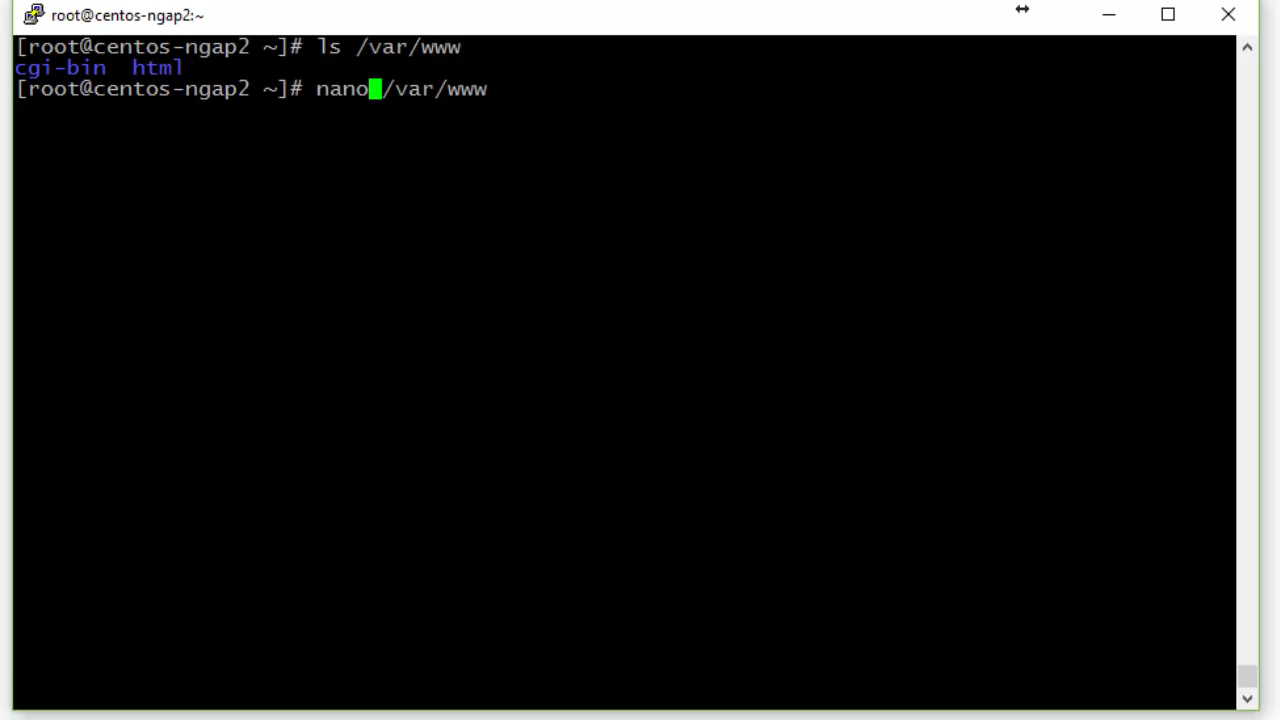 root@centos-ngap2:~
[root@centos-ngap2 ~]# ls /var/www
cgi-bin  html
[root@centos-ngap2 ~]# nano /var/www